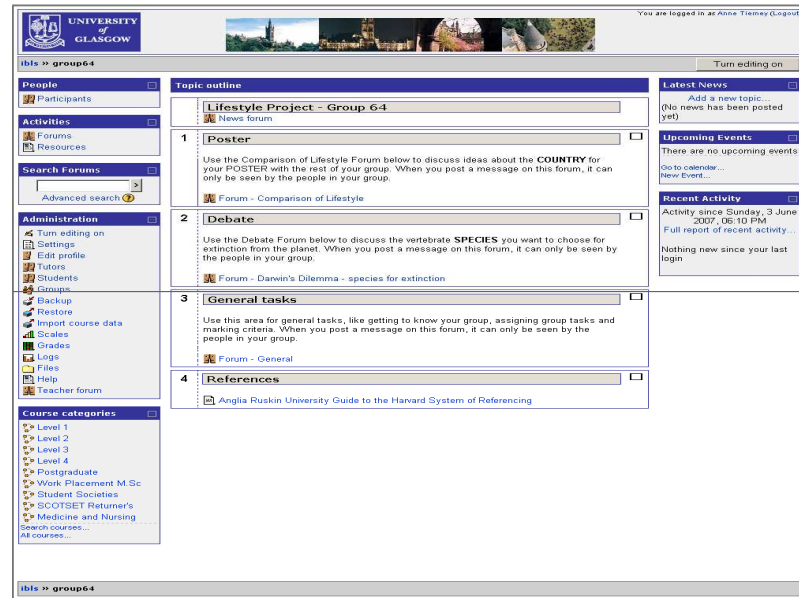 UNIVERSITY
of
GLASGOW
You are logged in as Anne Tierney (Logout
ibls » group64
Turn editing on
People
Participants
Activities
Forums
Resources
Search Forums
>
Advanced search ?
Administration
Turn editing on
Settings
Edit profile
Tutors
Students
Groups
Backup
Restore
Import course data
Scales
Grades
Logs
Files
Help
Teacher forum
Course categories
Level 1
Level 2
Level 3
Level 4
Postgraduate
Work Placement M.Sc
Student Societies
SCOTSET Returner's
Medicine and Nursing
Search courses...
All courses...
Topic outline
Lifestyle Project - Group 64
News forum
1 Poster
Use the Comparison of Lifestyle Forum below to discuss ideas about the COUNTRY for
your POSTER with the rest of your group. When you post a message on this forum, it can
only be seen by the people in your group.
Forum - Comparison of Lifestyle
2 Debate
Use the Debate Forum below to discuss the vertebrate SPECIES you want to choose for
extinction from the planet. When you post a message on this forum, it can only be seen by
the people in your group.
Forum - Darwin's Dilemma - species for extinction
3 General tasks
Use this area for general tasks, like getting to know your group, assigning group tasks and
marking criteria. When you post a message on this forum, it can only be seen by the
people in your group.
Forum - General
4 References
Anglia Ruskin University Guide to the Harvard System of Referencing
Latest News
Add a new topic...
(No news has been posted
yet)
Upcoming Events
There are no upcoming events
Go to calendar...
New Event...
Recent Activity
Activity since Sunday, 3 June
2007, 06:10 PM
Full report of recent activity...
Nothing new since your last
login
ibls » group64